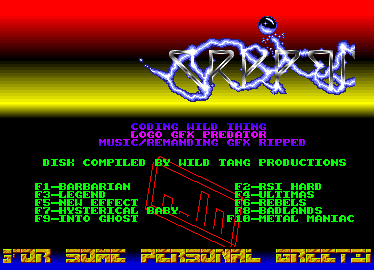 CODING WILD THING
LOGO GFX PREDATOR
MUSIC/REMANDING GFX RIPPED
DISK COMPILED BY WILD TANG PRODUCTIONS
F1-BARBARIAN F2-RSI HARD
F3-LEGEND F4-ULTIMAS
F5-NEW EFFECT F6-REBELS
F7-HYSTERICAL BABY F8-BADLANDS
F9-INTO GHOST F10-METAL MANIAC
FOR SOME PERSONAL GREETI